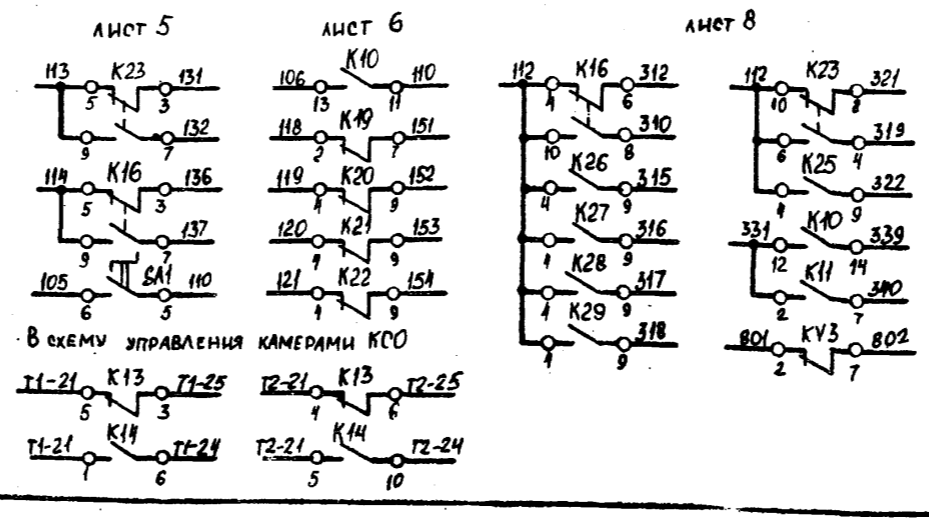 лист 5
113 K23 131
5 3
132
9 7
114 K16 136
5 3
137
9 7
105 SA1 110
6 5
лист 6
106 K10 110
13 11
118 K19 151
2 7
119 K20 152
4 9
120 K21 153
4 9
121 K22 154
4 9
лист 8
112 K16 312
4 6
310
10 8
K26 315
4 9
K27 316
4 9
K28 317
4 9
K29 318
4 9
112 K23 321
10 8
319
6 4
K25 322
4 9
331 K10 339
12 14
K11 340
2 7
801 KV3 802
2 7
В схему управления камерами КСО
T1-21 K13 T1-25
5 3
T2-21 K13 T2-25
4 6
T1-21 K14 T1-24
1 6
T2-21 K14 T2-24
5 10